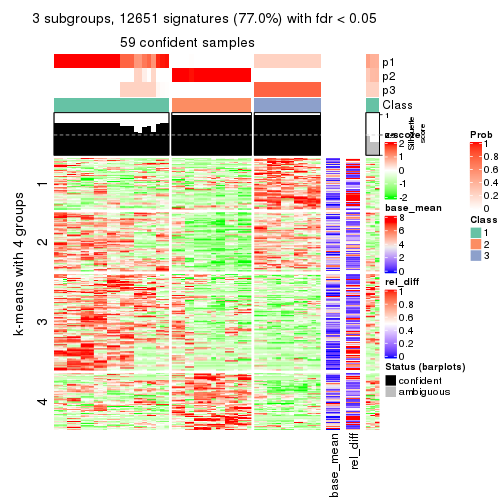 3 subgroups, 12651 signatures (77.0%) with fdr < 0.05
59 confident samples
p1
p2
p3
Class
1
Silhouette
score
k-means with 4 groups
1
2
3
4
base_mean
rel_diff
z-score
2
1
0
-1
-2
base_mean
8
6
4
2
0
rel_diff
1
0.8
0.6
0.4
0.2
0
Status (barplots)
confident
ambiguous
Prob
1
0.8
0.6
0.4
0.2
0
Class
1
2
3